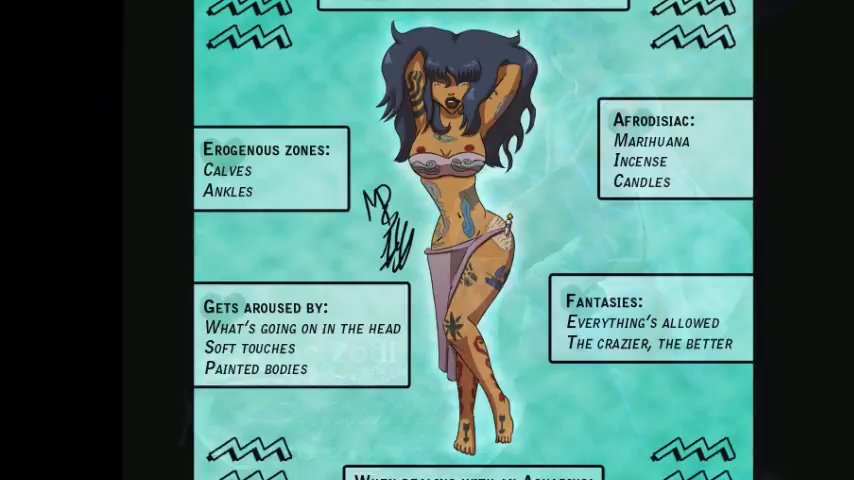 Afrodisiac:
Marihuana
Incense
Candles
Erogenous zones:
Calves
Ankles
Gets aroused by:
What's going on in the head
Soft touches
Painted bodies
Fantasies:
Everything's allowed
The crazier, the better